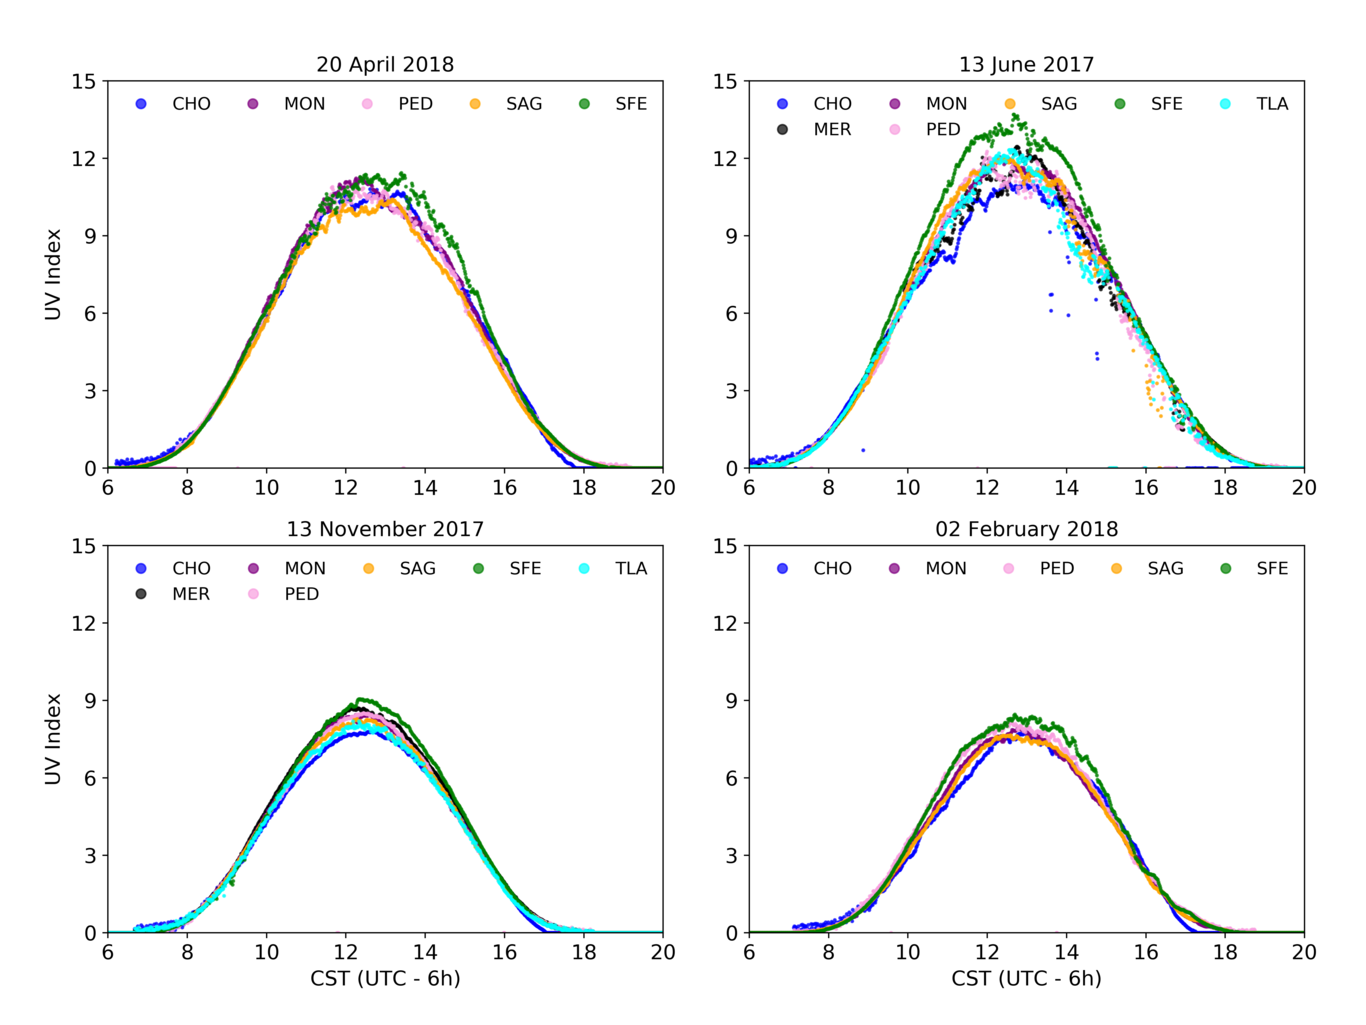 20 April 2018
15
CHO MON PED SAG SFE
12
9
6
3
0
6 8 10 12 14 16 18 20
UV Index
13 June 2017
15
CHO MON SAG SFE TLA
MER PED
12
9
6
3
0
6 8 10 12 14 16 18 20
13 November 2017
15
CHO MON SAG SFE TLA
MER PED
12
9
6
3
0
6 8 10 12 14 16 18 20
UV Index
CST (UTC - 6h)
02 February 2018
15
CHO MON PED SAG SFE
12
9
6
3
0
6 8 10 12 14 16 18 20
CST (UTC - 6h)